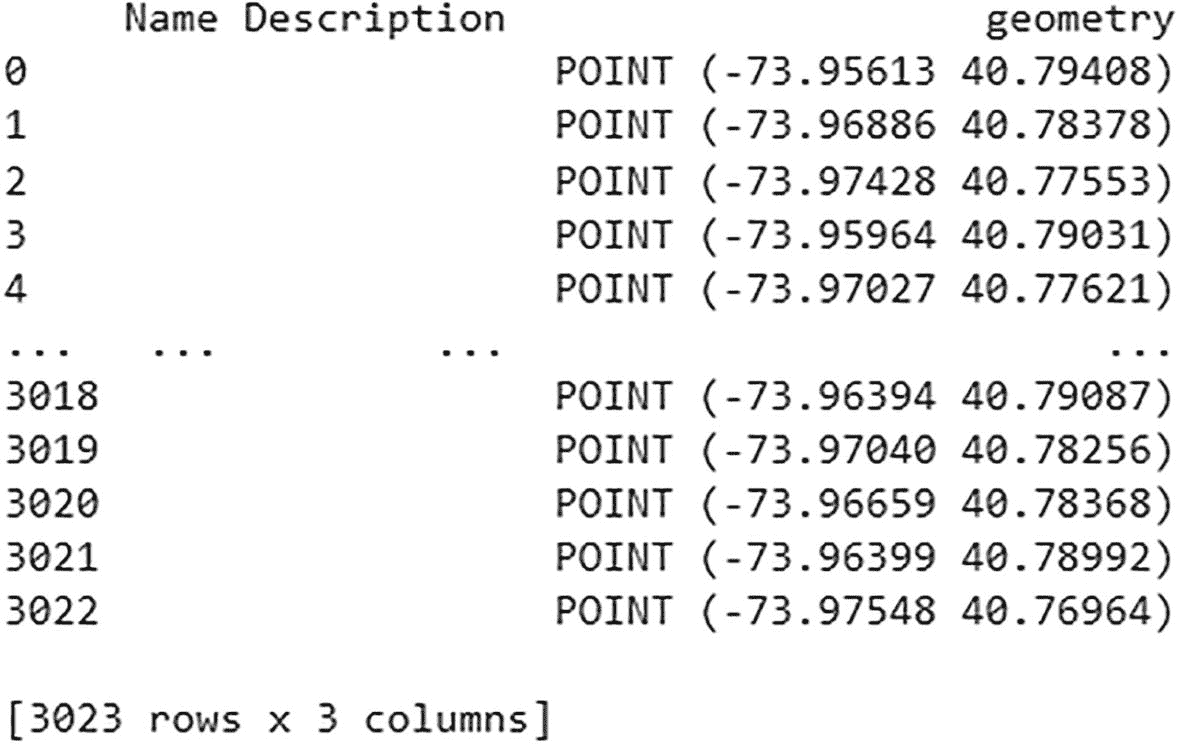 Name Description geometry
0 POINT (-73.95613 40.79408)
1 POINT (-73.96886 40.78378)
2 POINT (-73.97428 40.77553)
3 POINT (-73.95964 40.79031)
4 POINT (-73.97027 40.77621)
... ... ... ...
3018 POINT (-73.96394 40.79087)
3019 POINT (-73.97040 40.78256)
3020 POINT (-73.96659 40.78368)
3021 POINT (-73.96399 40.78992)
3022 POINT (-73.97548 40.76964)
[3023 rows x 3 columns]